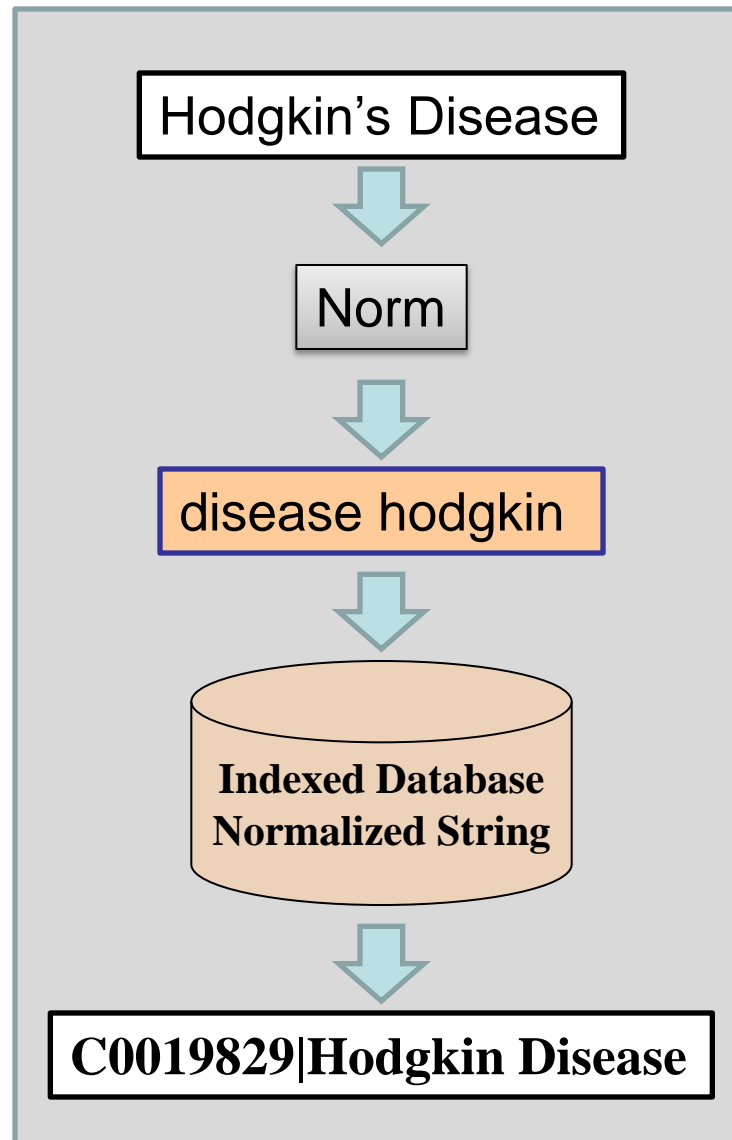 Hodgkin’s Disease
Norm
disease hodgkin
Indexed Database
Normalized String
C0019829|Hodgkin Disease